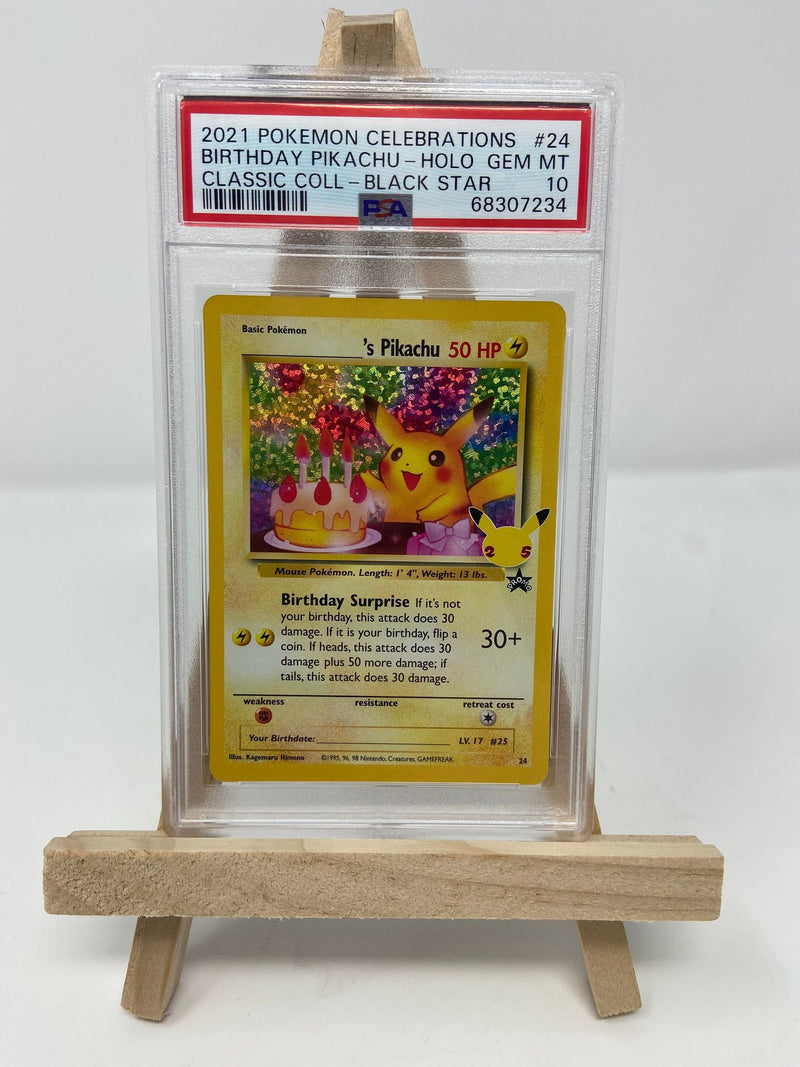 2021 POKEMON CELEBRATIONS #24
BIRTHDAY PIKACHU-HOLO GEM MT
CLASSIC COLL-BLACK STAR 10
PSA 68307234
Basic Pokémon
____________'s Pikachu 50 HP
25
PROMO
Mouse Pokémon. Length: 1' 4", Weight: 13 lbs.
Birthday Surprise If it's not
your birthday, this attack does 30
damage. If it is your birthday, flip a
coin. If heads, this attack does 30
damage plus 50 more damage; if
tails, this attack does 30 damage.
30+
weakness resistance retreat cost
Your Birthdate:____________ LV. 17 #25
Illus. Kagemaru Himeno ©1995, 96, 98 Nintendo, Creatures, GAMEFREAK. 24